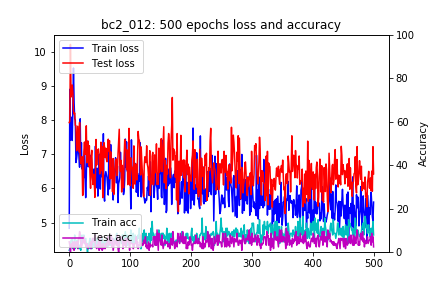 bc2_012: 500 epochs loss and accuracy
Train loss
Test loss
Train acc
Test acc
Loss
Accuracy
10
9
8
7
6
5
100
80
60
40
20
0
0 100 200 300 400 500